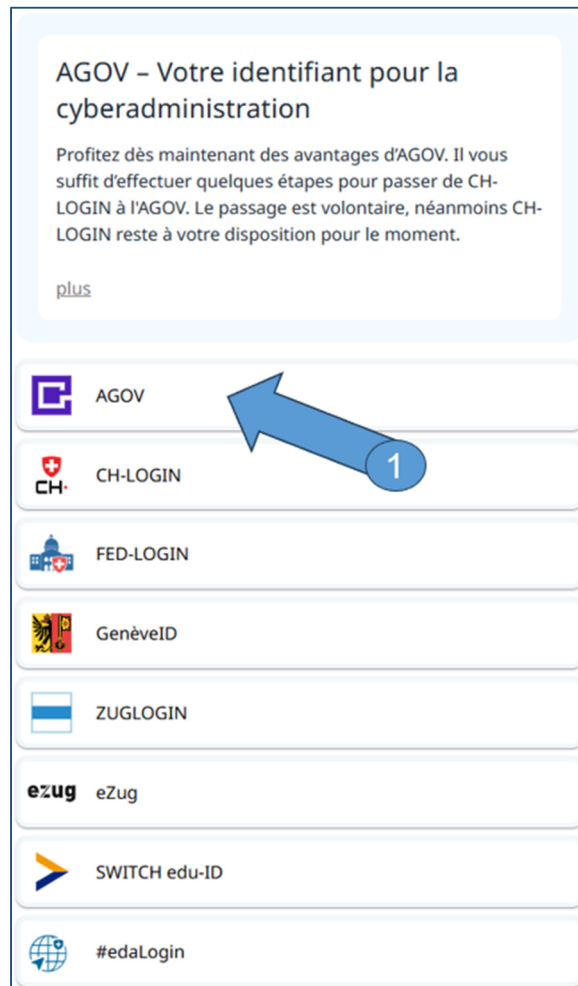 AGOV – Votre identifiant pour la
cyberadministration
Profitez dès maintenant des avantages d'AGOV. Il vous
suffit d'effectuer quelques étapes pour passer de CH-
LOGIN à l'AGOV. Le passage est volontaire, néanmoins CH-
LOGIN reste à votre disposition pour le moment.
plus
AGOV
1
CH·
CH-LOGIN
FED-LOGIN
GenèveID
ZUGLOGIN
ezug
eZug
SWITCH edu-ID
#edaLogin